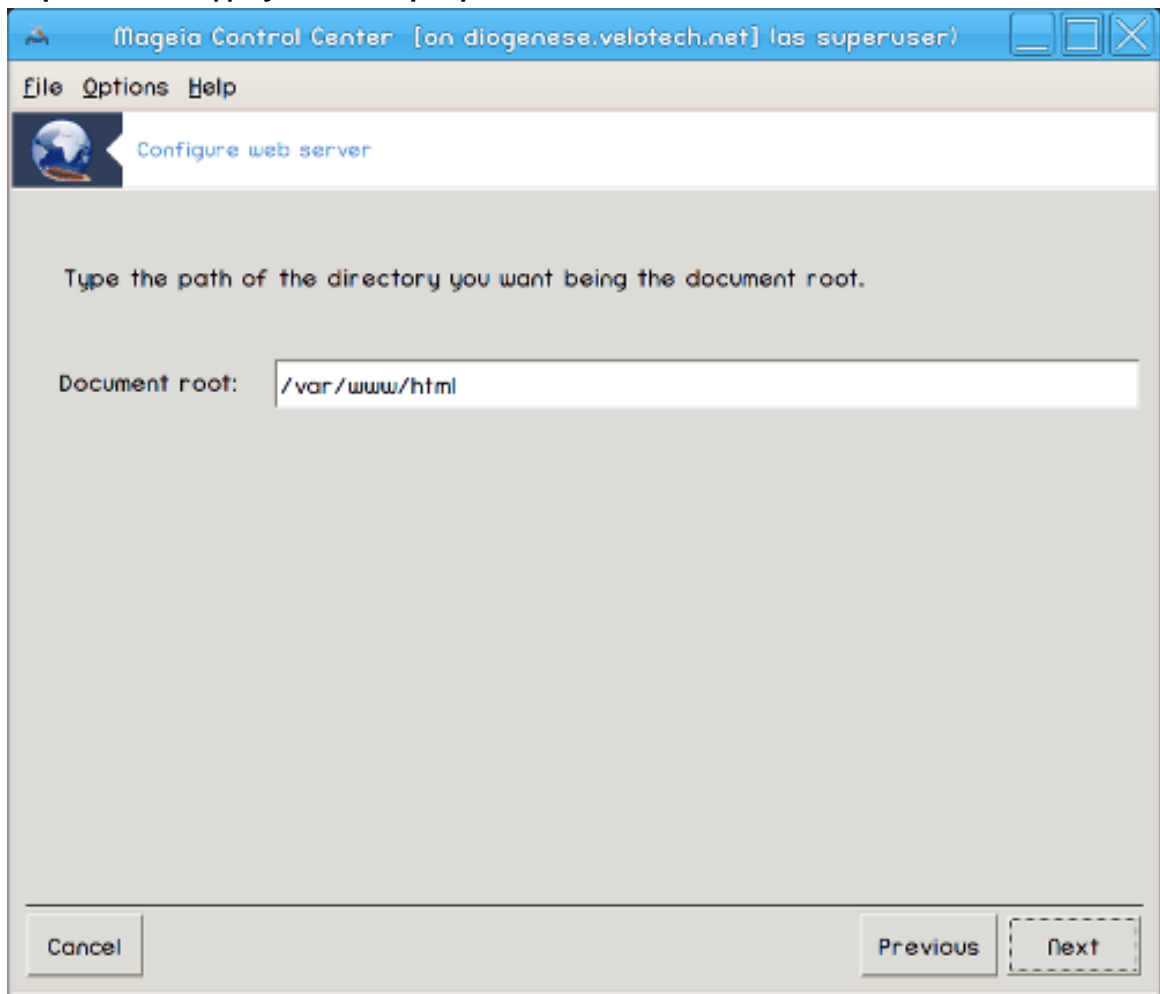 Mageia Control Center [on diogenese.velotech.net] (as superuser)
File Options Help
Configure web server
Type the path of the directory you want being the document root.
Document root: /var/www/html
Cancel Previous Next